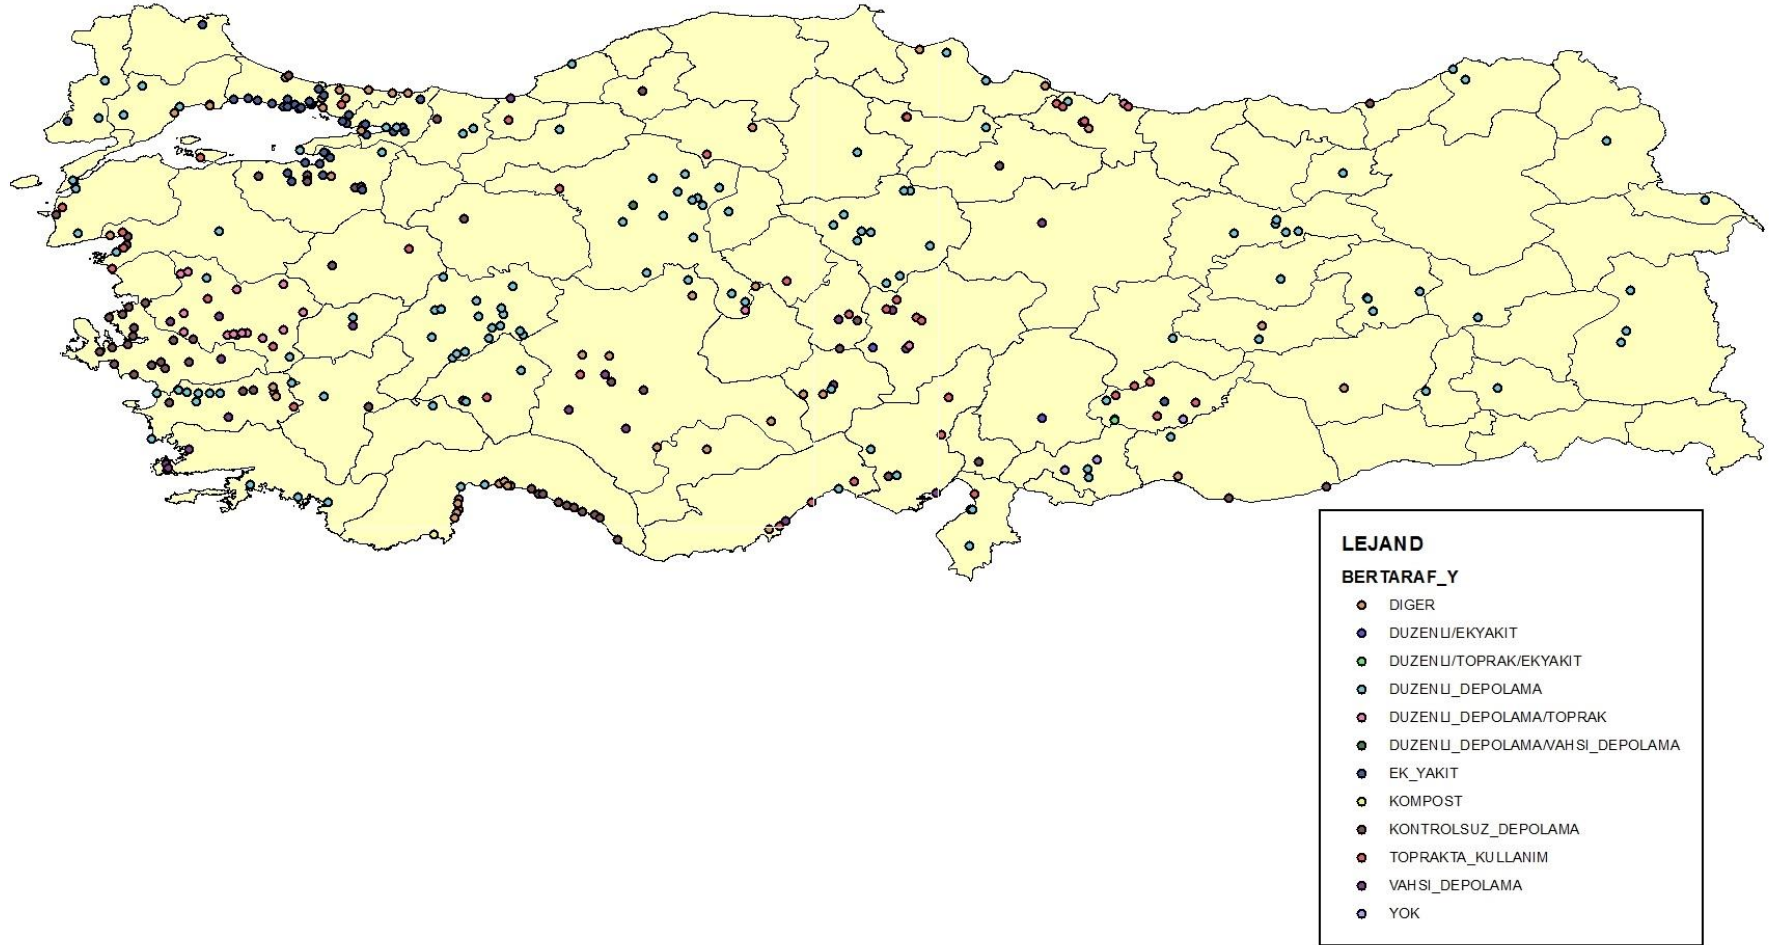 LEJAND
BERTARAF_Y
DIGER
DUZENLI/EKYAKIT
DUZENLI/TOPRAK/EKYAKIT
DUZENLI_DEPOLAMA
DUZENLI_DEPOLAMA/TOPRAK
DUZENLI_DEPOLAMA/VAHSI_DEPOLAMA
EK_YAKIT
KOMPOST
KONTROLSUZ_DEPOLAMA
TOPRAKTA_KULLANIM
VAHSI_DEPOLAMA
YOK